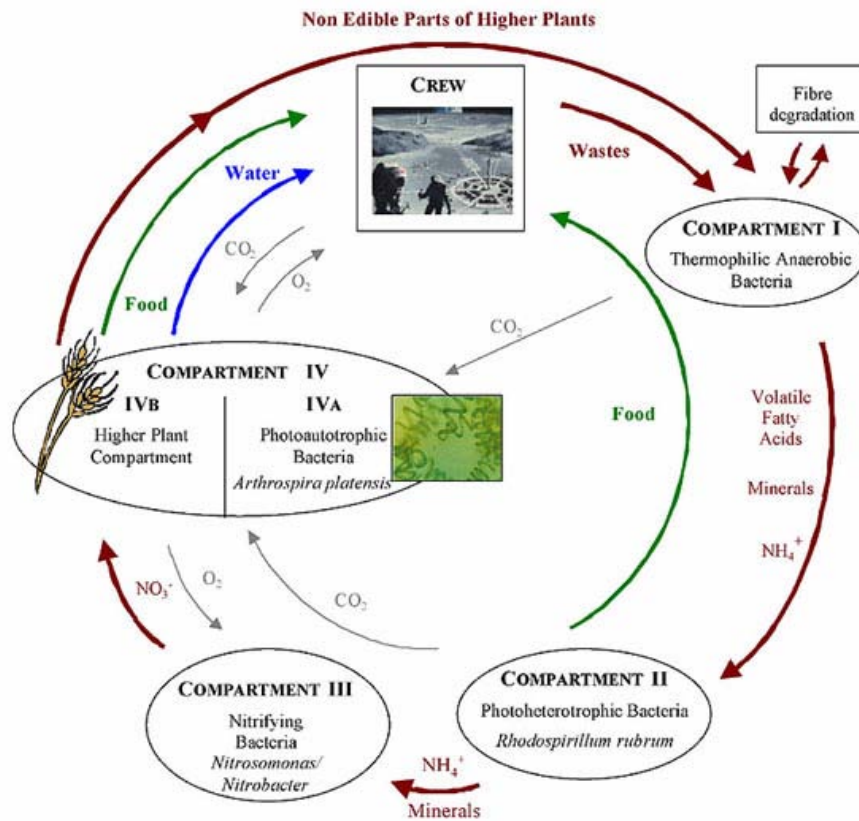 Non Edible Parts of Higher Plants
CREW
Fibre
degradation
Wastes
Water
CO2
O2
Food
COMPARTMENT I
Thermophilic Anaerobic
Bacteria
CO2
COMPARTMENT IV
IVB
Higher Plant
Compartment
IVA
Photoautotrophic
Bacteria
Arthrospira platensis
Food
Volatile
Fatty
Acids
Minerals
NH4+
NO3-
O2
CO2
COMPARTMENT III
Nitrifying
Bacteria
Nitrosomonas/
Nitrobacter
COMPARTMENT II
Photoheterotrophic Bacteria
Rhodospirillum rubrum
NH4+
Minerals